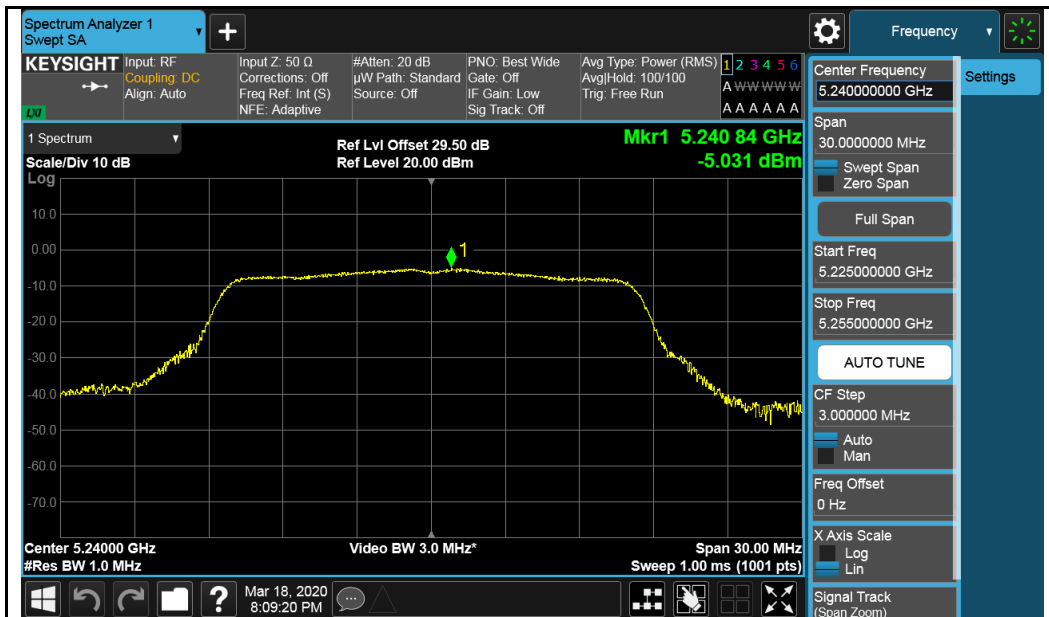 Spectrum Analyzer 1
Swept SA
Frequency
KEYSIGHT
Input: RF
Coupling: DC
Align: Auto
Input Z: 50 Ω
Corrections: Off
Freq Ref: Int (S)
NFE: Adaptive
#Atten: 20 dB
µW Path: Standard
Source: Off
PNO: Best Wide
Gate: Off
IF Gain: Low
Sig Track: Off
Avg Type: Power (RMS)
Avg|Hold: 100/100
Trig: Free Run
1 2 3 4 5 6
A W W W W W
A A A A A A
LXI
1 Spectrum
Scale/Div 10 dB
Log
Ref Lvl Offset 29.50 dB
Ref Level 20.00 dBm
Mkr1 5.240 84 GHz
-5.031 dBm
1
10.0
0.00
-10.0
-20.0
-30.0
-40.0
-50.0
-60.0
-70.0
Center 5.24000 GHz
#Res BW 1.0 MHz
Video BW 3.0 MHz*
Span 30.00 MHz
Sweep 1.00 ms (1001 pts)
Center Frequency
5.240000000 GHz
Settings
Span
30.0000000 MHz
Swept Span
Zero Span
Full Span
Start Freq
5.225000000 GHz
Stop Freq
5.255000000 GHz
AUTO TUNE
CF Step
3.000000 MHz
Auto
Man
Freq Offset
0 Hz
X Axis Scale
Log
Lin
Signal Track
(Span Zoom)
?
Mar 18, 2020
8:09:20 PM